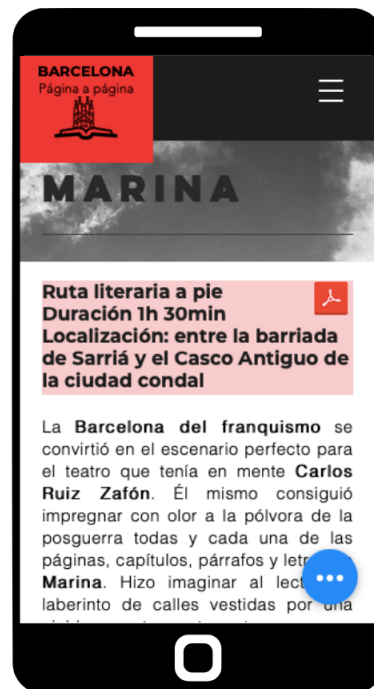 BARCELONA
Página a página
MARINA
Ruta literaria a pie
Duración 1h 30min
Localización: entre la barriada
de Sarriá y el Casco Antiguo de
la ciudad condal
La Barcelona del franquismo se
convirtió en el escenario perfecto para
el teatro que tenía en mente Carlos
Ruiz Zafón. Él mismo consiguió
impregnar con olor a la pólvora de la
posguerra todas y cada una de las
páginas, capítulos, párrafos y
Marina. Hizo imaginar al
laberinto de calles vestidas por una